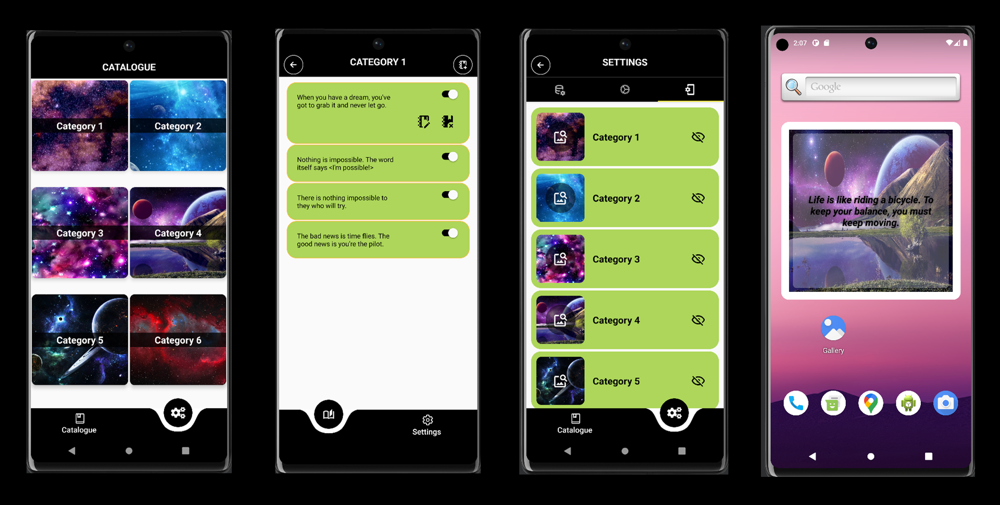 CATALOGUE
Category 1
Category 2
Category 3
Category 4
Category 5
Category 6
Catalogue
CATEGORY 1
When you have a dream, you've
got to grab it and never let go.
Nothing is impossible. The word
itself says <I'm possible!>
There is nothing impossible to
they who will try.
The bad news is time flies. The
good news is you're the pilot.
Settings
SETTINGS
Category 1
Category 2
Category 3
Category 4
Category 5
Catalogue
2:07
Google
Life is like riding a bicycle. To
keep your balance, you must
keep moving.
Gallery